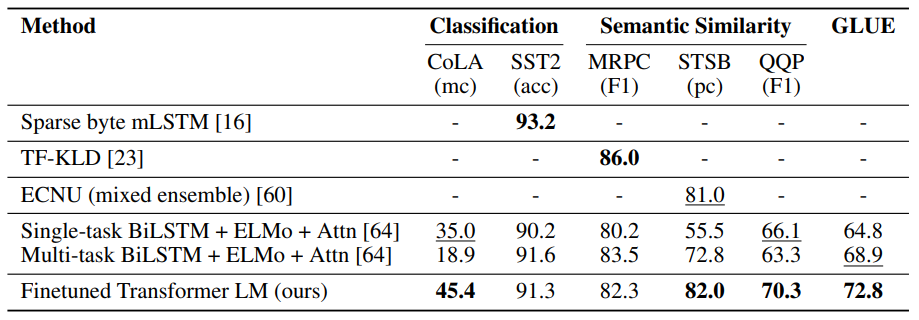 Method Classification Semantic Similarity GLUE
CoLA SST2 MRPC STSB QQP
(mc) (acc) (F1) (pc) (F1)
Sparse byte mLSTM [16] - 93.2 - - - -
TF-KLD [23] - - 86.0 - - -
ECNU (mixed ensemble) [60] - - - 81.0 - -
Single-task BiLSTM + ELMo + Attn [64] 35.0 90.2 80.2 55.5 66.1 64.8
Multi-task BiLSTM + ELMo + Attn [64] 18.9 91.6 83.5 72.8 63.3 68.9
Finetuned Transformer LM (ours) 45.4 91.3 82.3 82.0 70.3 72.8